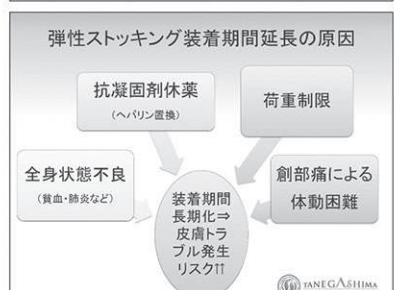 弾性ストッキング装着期間延長の原因
抗凝固剤休薬
(ヘパリン置換)
荷重制限
全身状態不良
(貧血・肺炎など)
創部痛による
体動困難
装着期間
長期化⇒
皮膚トラ
ブル発生
リスク⇈
TANEGASHIMA